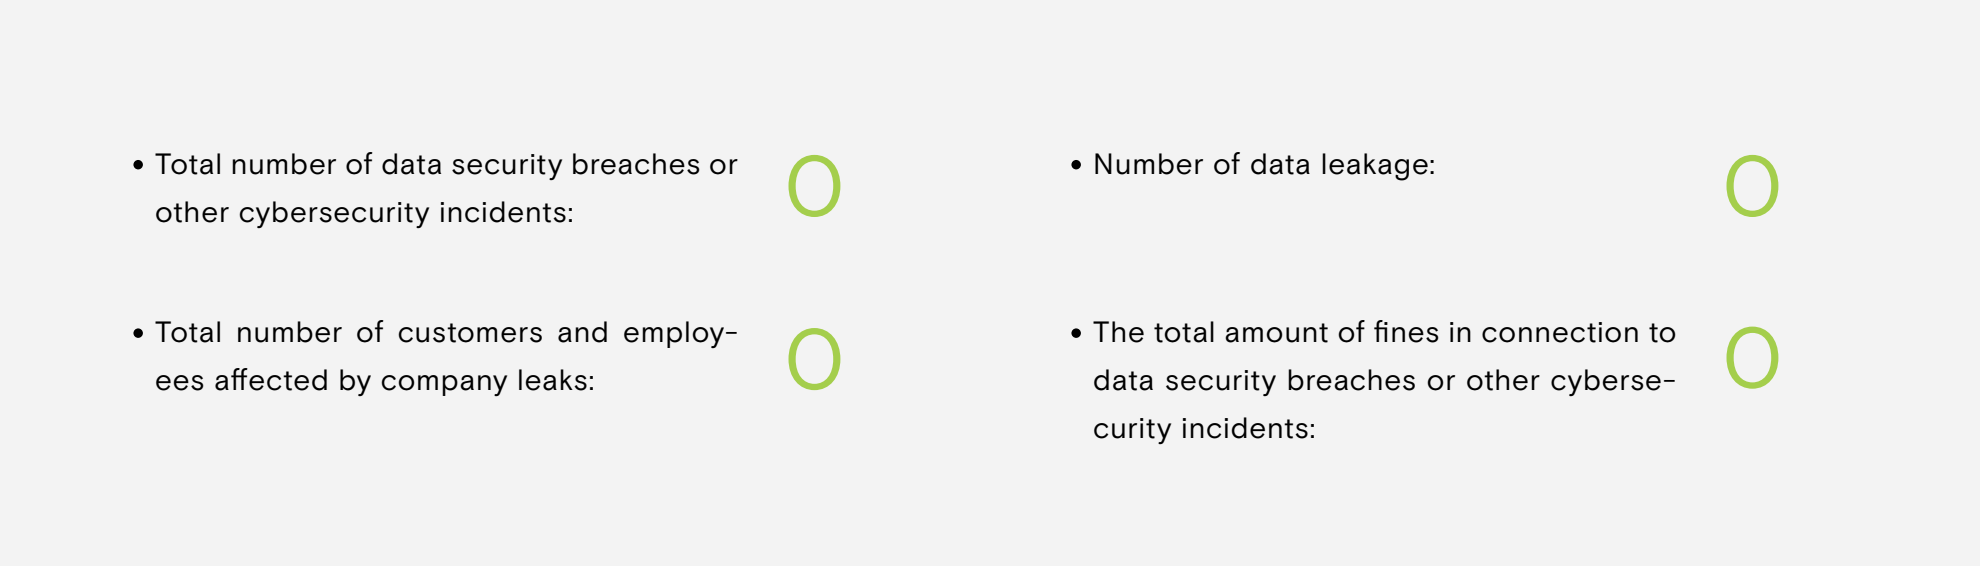 • Total number of data security breaches or
other cybersecurity incidents:
0
• Total number of customers and employ-
ees affected by company leaks:
0
• Number of data leakage:
0
• The total amount of fines in connection to
data security breaches or other cyberse-
curity incidents:
0